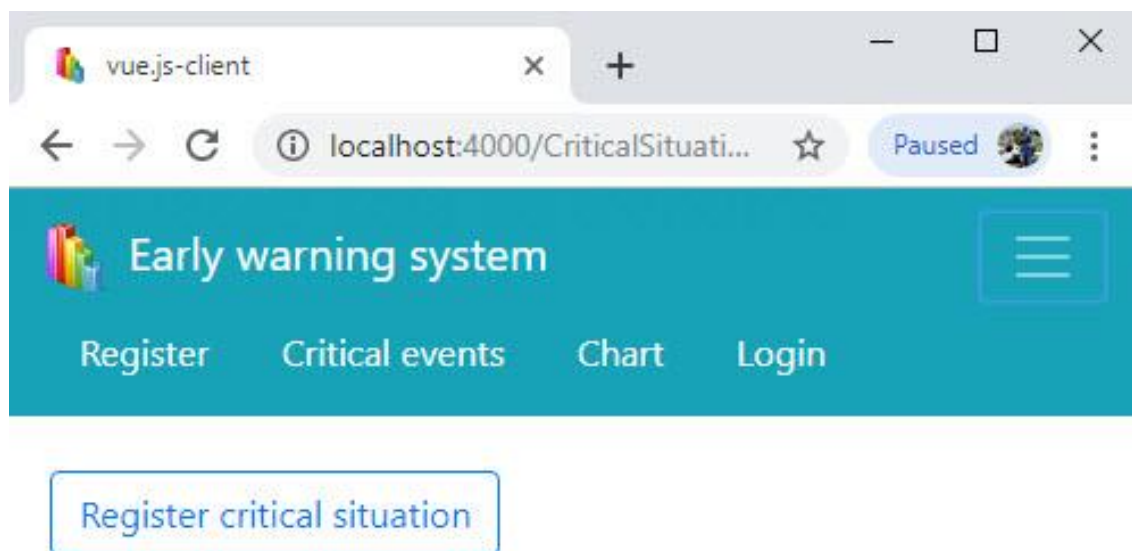 vue.js-client
localhost:4000/CriticalSituati...
Paused
Early warning system
Register Critical events Chart Login
Register critical situation